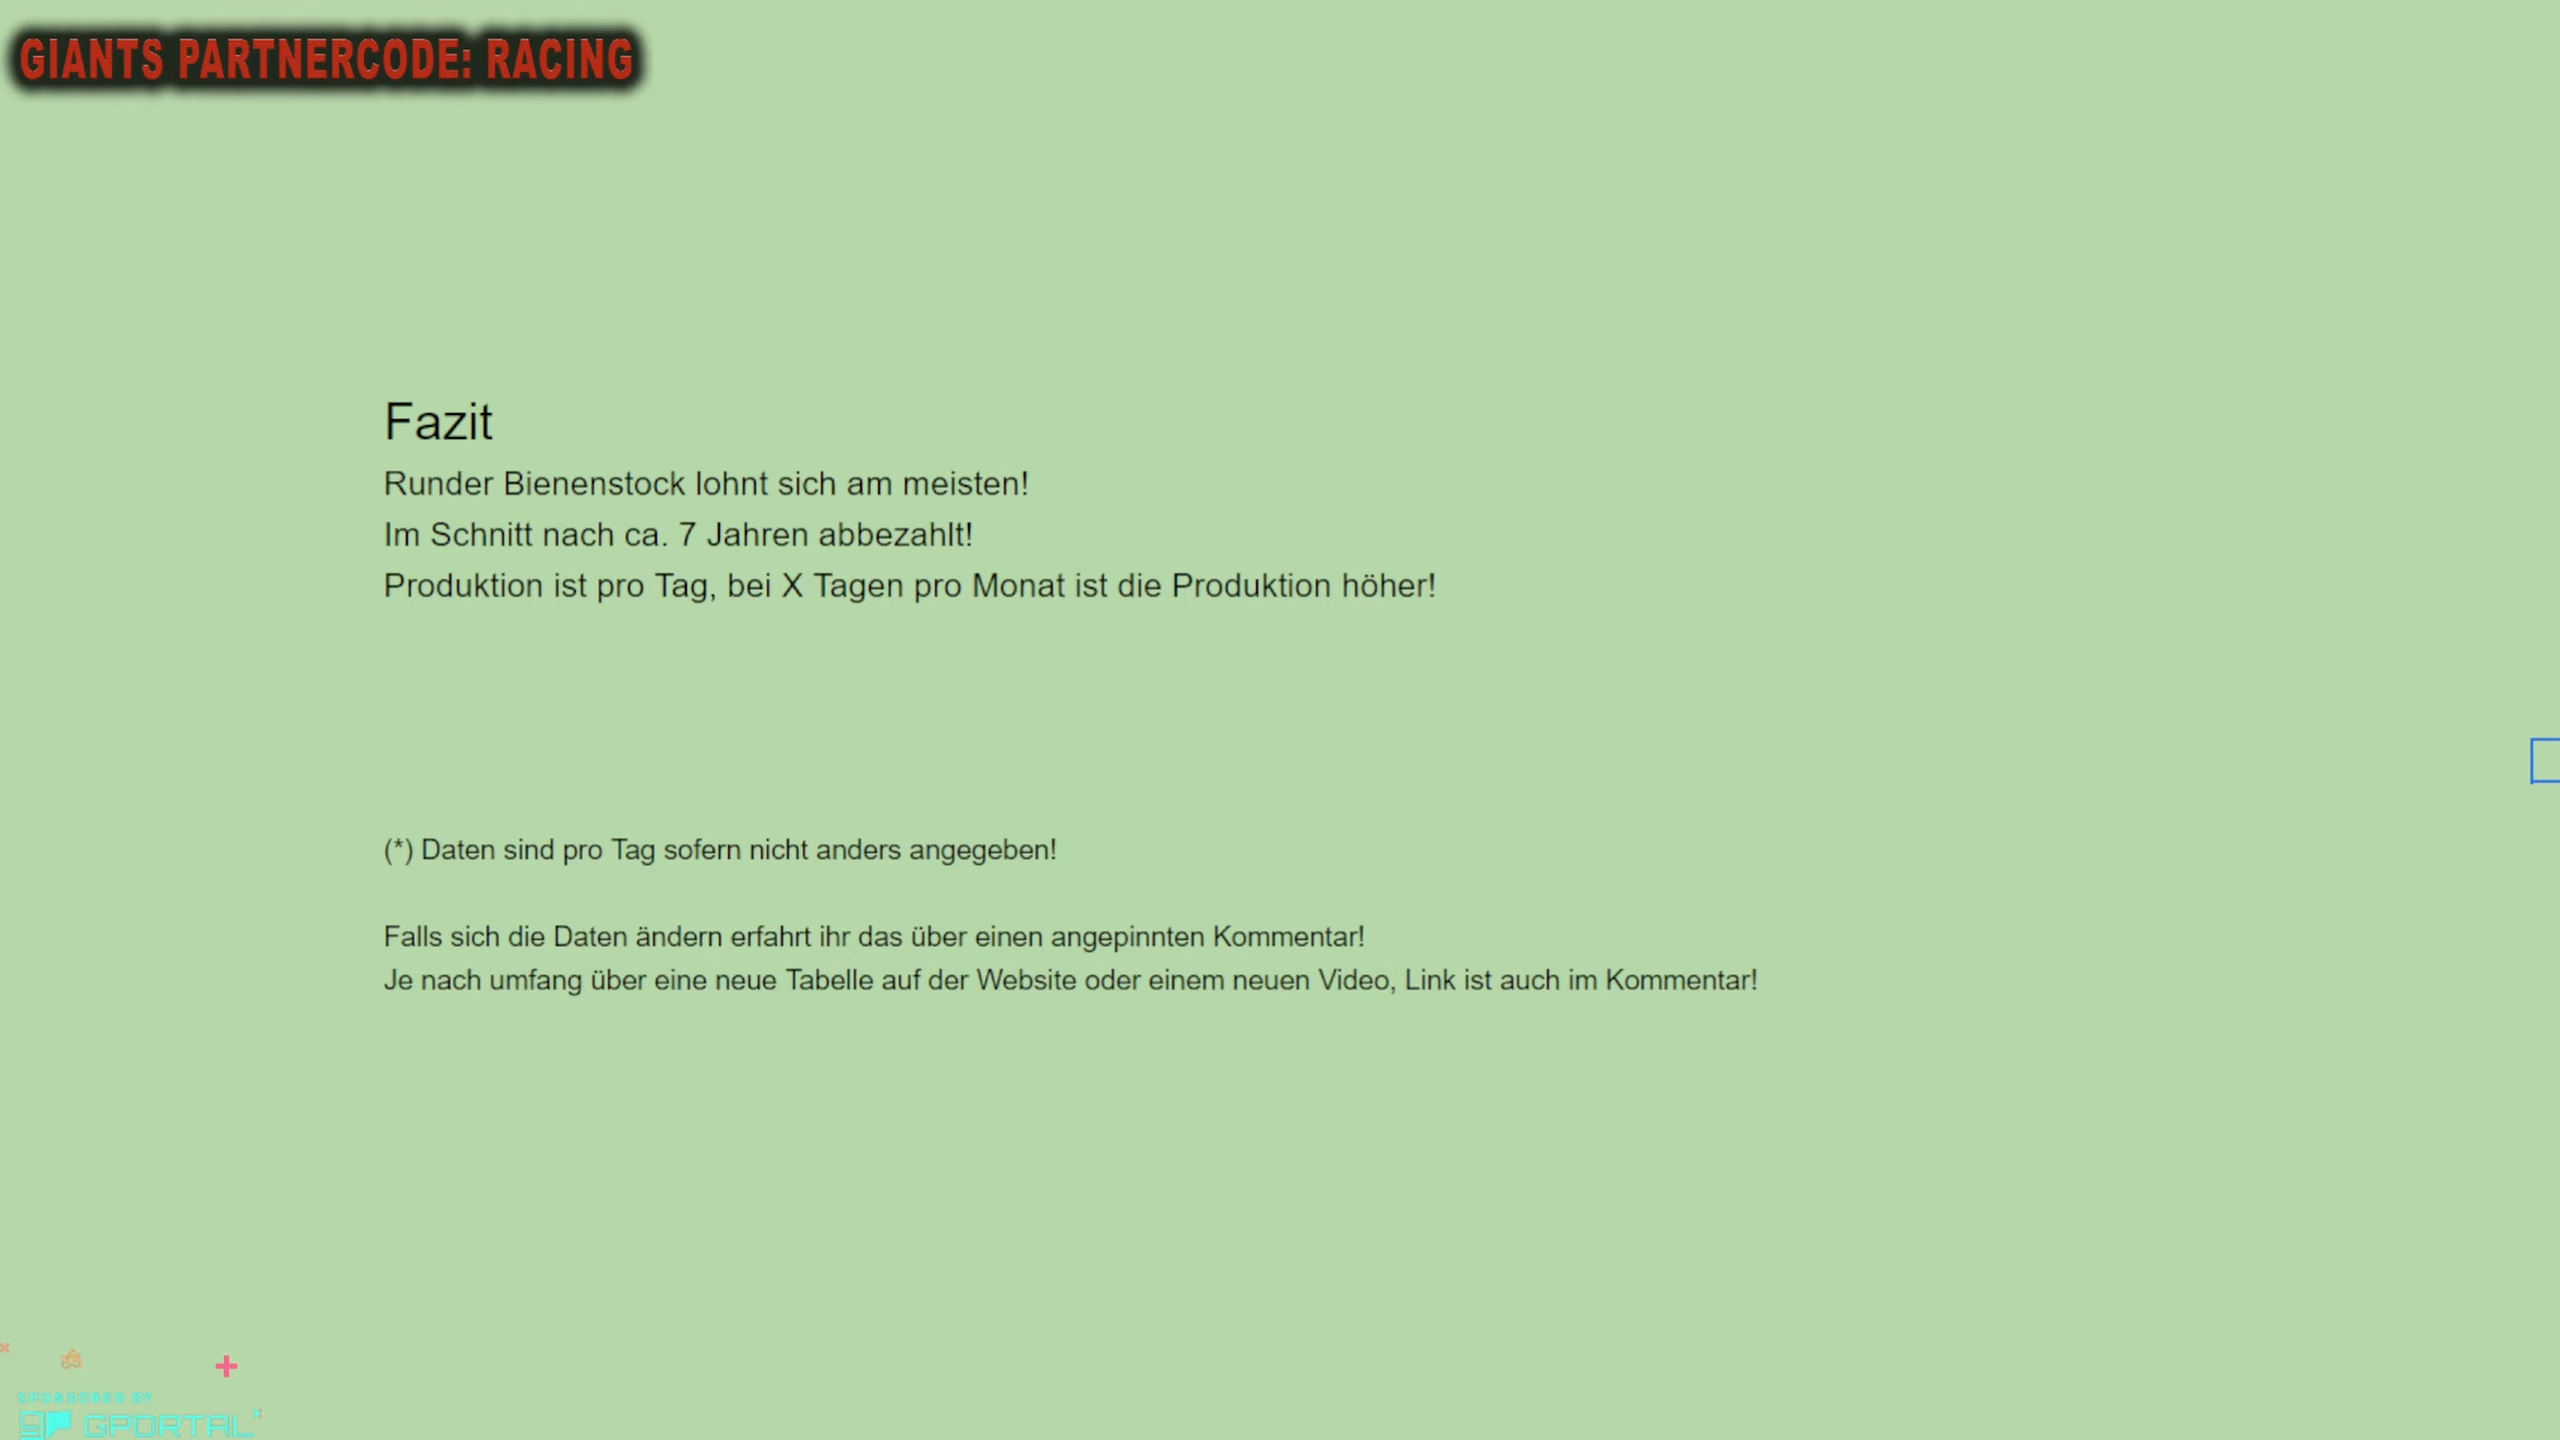 GIANTS PARTNERCODE: RACING
Fazit
Runder Bienenstock lohnt sich am meisten!
Im Schnitt nach ca. 7 Jahren abbezahlt!
Produktion ist pro Tag, bei X Tagen pro Monat ist die Produktion höher!
(*) Daten sind pro Tag sofern nicht anders angegeben!
Falls sich die Daten ändern erfahrt ihr das über einen angepinnten Kommentar!
Je nach umfang über eine neue Tabelle auf der Website oder einem neuen Video, Link ist auch im Kommentar!
SPONSORED BY
GPORTAL